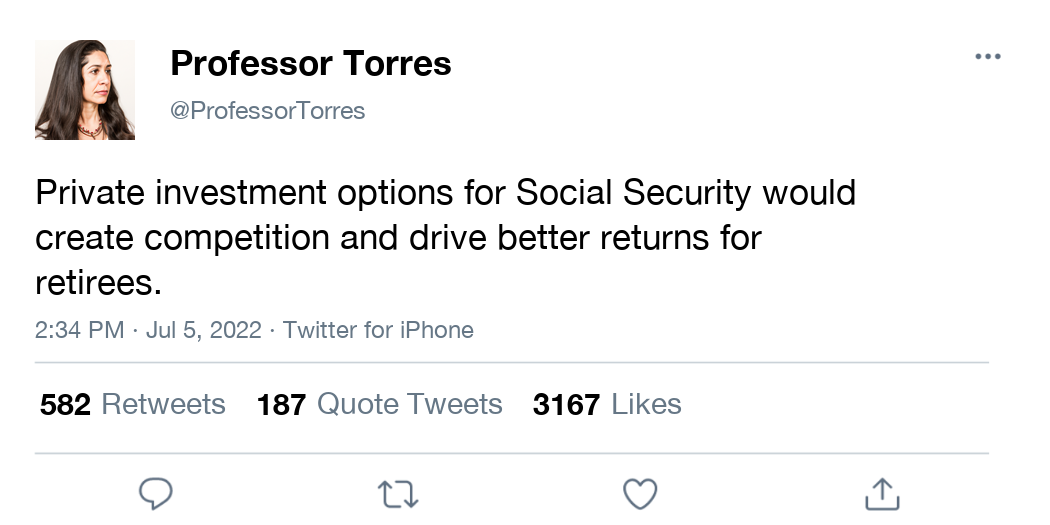 Professor Torres
@ProfessorTorres
Private investment options for Social Security would
create competition and drive better returns for
retirees.
2:34 PM · Jul 5, 2022 · Twitter for iPhone
582 Retweets 187 Quote Tweets 3167 Likes